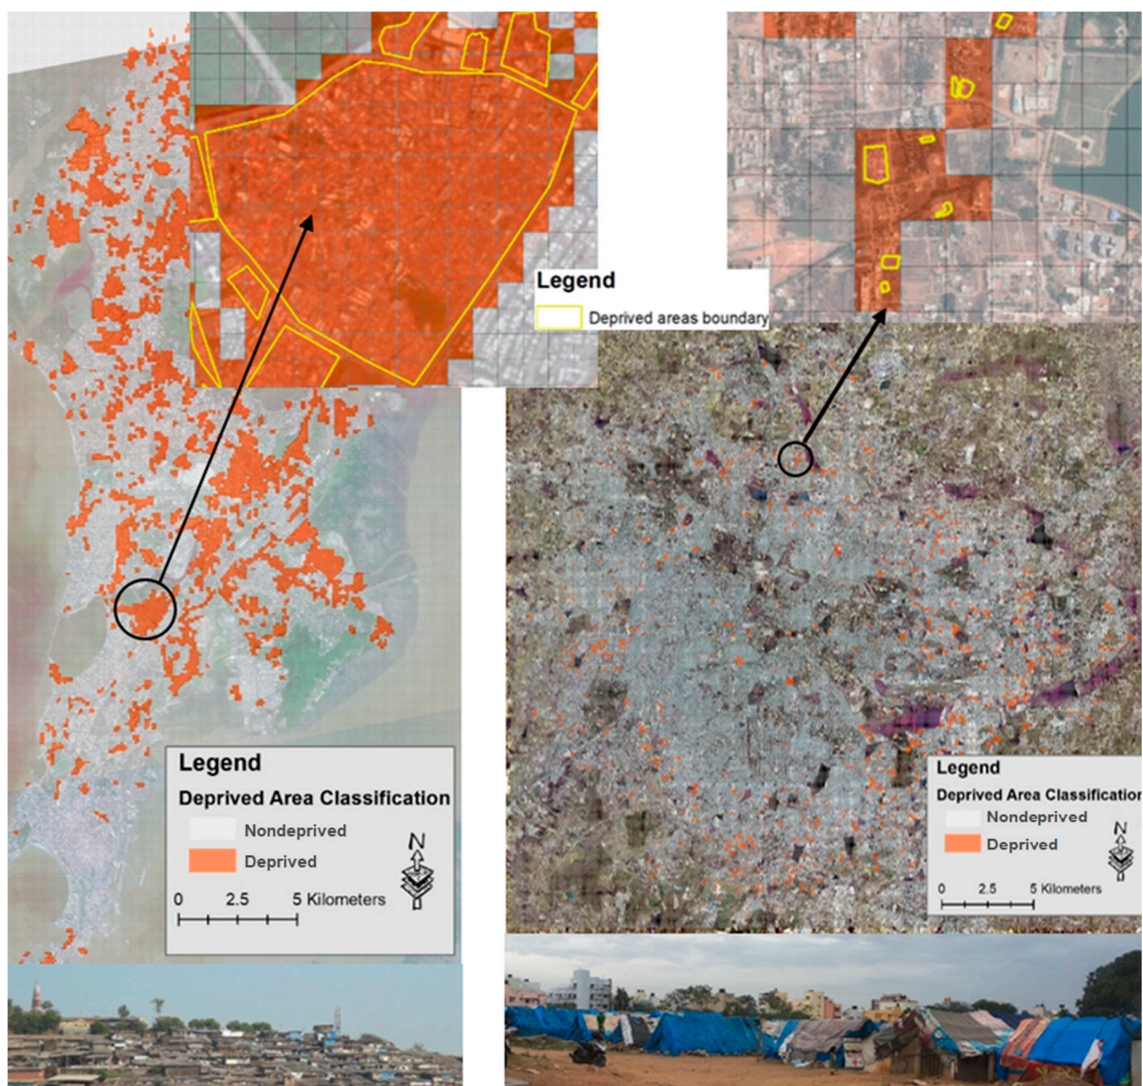 Legend
Deprived areas boundary
Legend
Deprived Area Classification
Nondeprived
Deprived
N
0 2.5 5 Kilometers
Legend
Deprived Area Classification
Nondeprived
Deprived
N
0 2.5 5 Kilometers